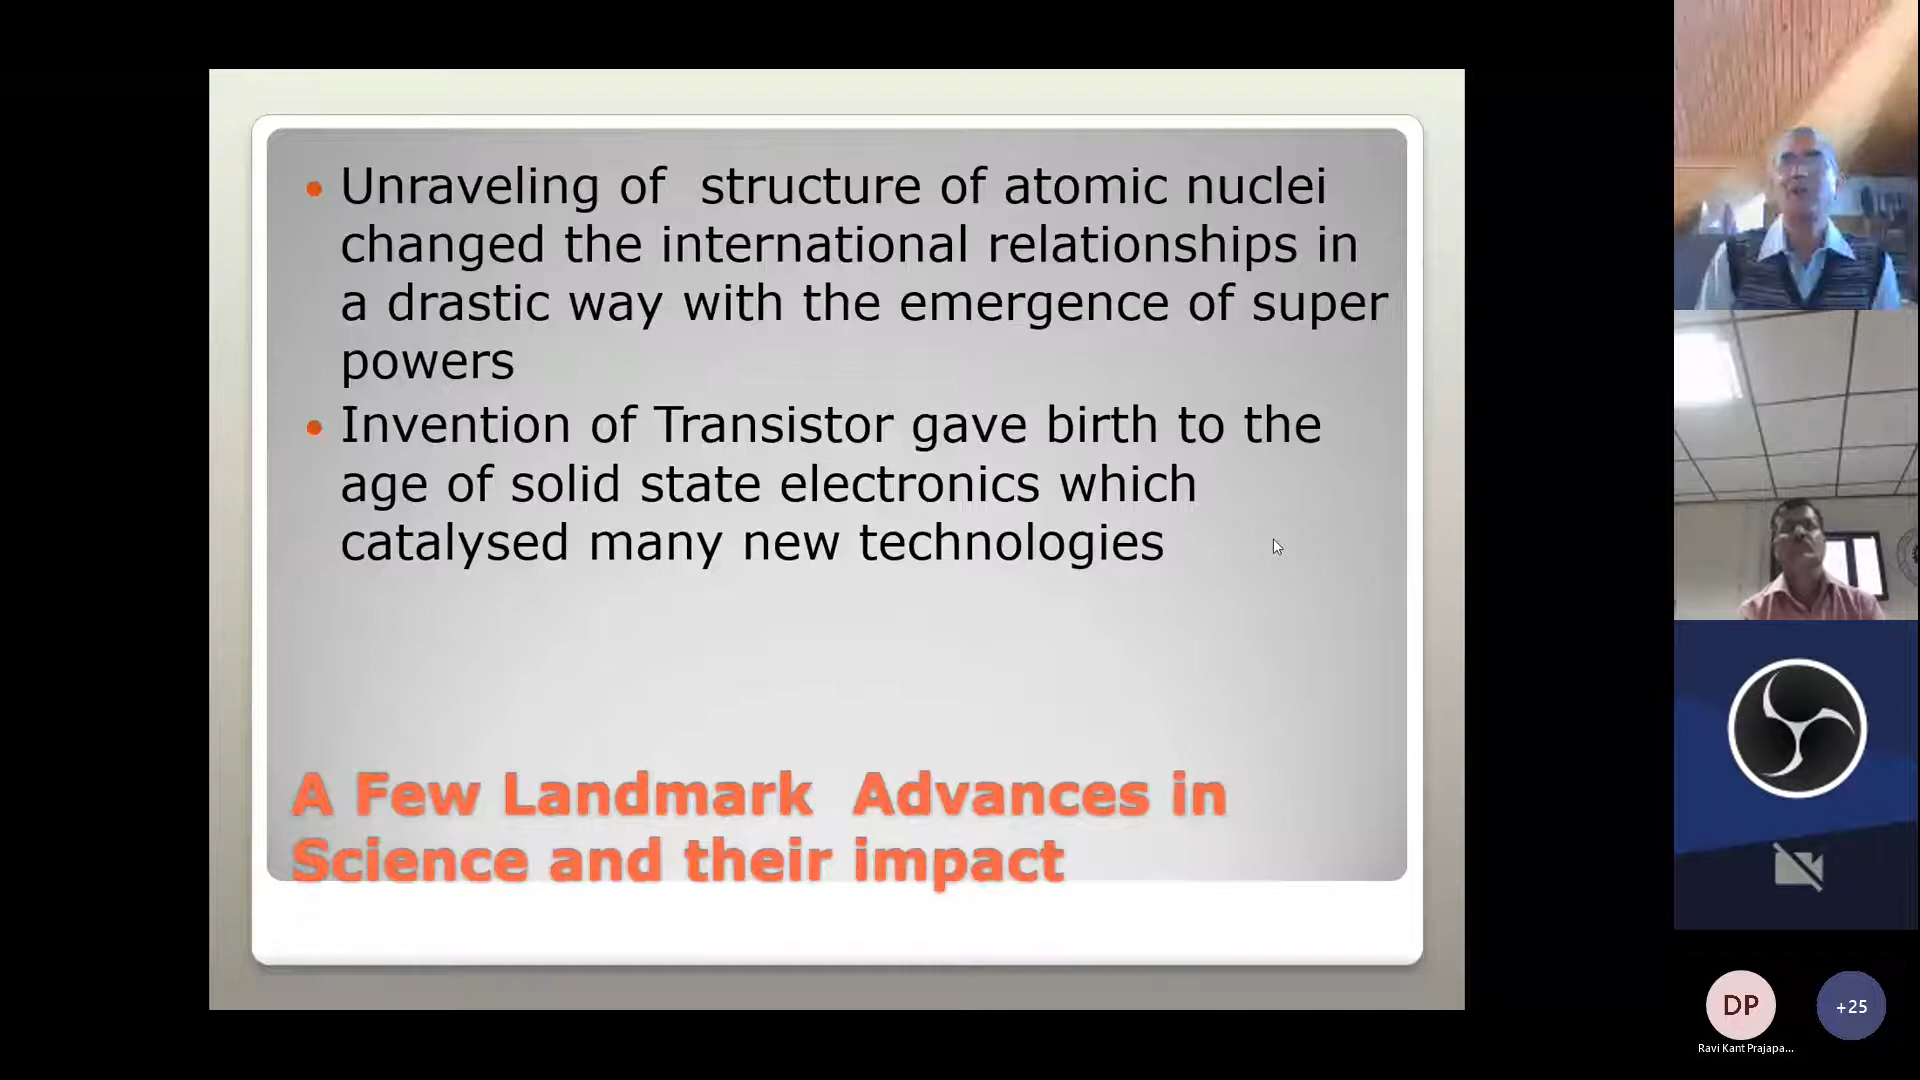 • Unraveling of structure of atomic nuclei
changed the international relationships in
a drastic way with the emergence of super
powers
• Invention of Transistor gave birth to the
age of solid state electronics which
catalysed many new technologies
A Few Landmark Advances in
Science and their impact
DP
+25
Ravi Kant Prajapa...